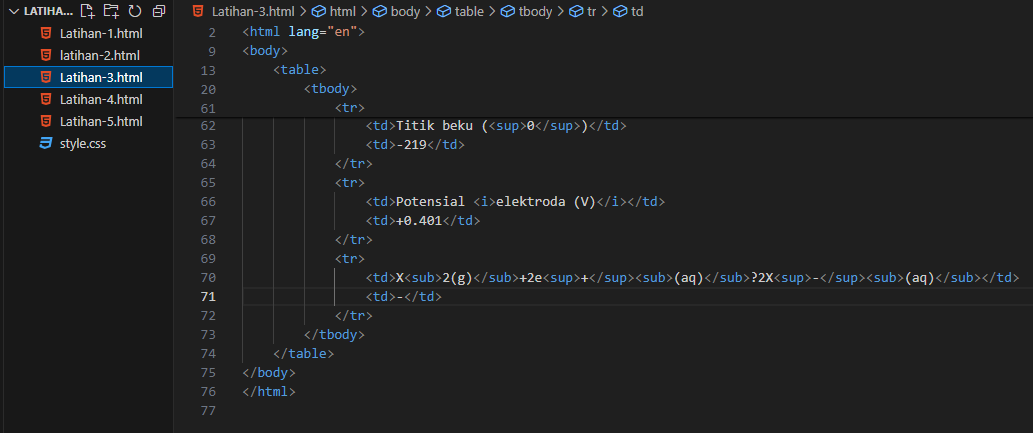 LATIHA...
Latihan-1.html
latihan-2.html
Latihan-3.html
Latihan-4.html
Latihan-5.html
style.css
Latihan-3.html > html > body > table > tbody > tr > td
2 <html lang="en">
9 <body>
13 <table>
20 <tbody>
61 <tr>
62 <td>Titik beku (<sup>0</sup>)</td>
63 <td>-219</td>
64 </tr>
65 <tr>
66 <td>Potensial <i>elektroda (V)</i></td>
67 <td>+0.401</td>
68 </tr>
69 <tr>
70 <td>X<sub>2(g)</sub>+2e<sup>+</sup><sub>(aq)</sub>?2X<sup>-</sup><sub>(aq)</sub></td>
71 <td>-</td>
72 </tr>
73 </tbody>
74 </table>
75 </body>
76 </html>
77